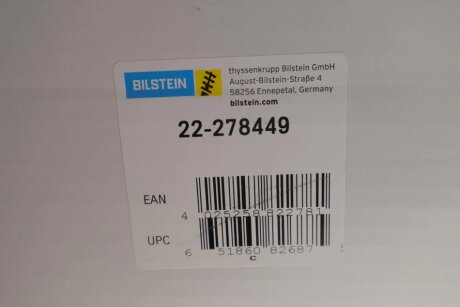 BILSTEIN
thyssenkrupp Bilstein GmbH
August-Bilstein-Straße 4
58256 Ennepetal, Germany
bilstein.com
22-278449
EAN
4 025258 822781
UPC
6 51860 82687
c